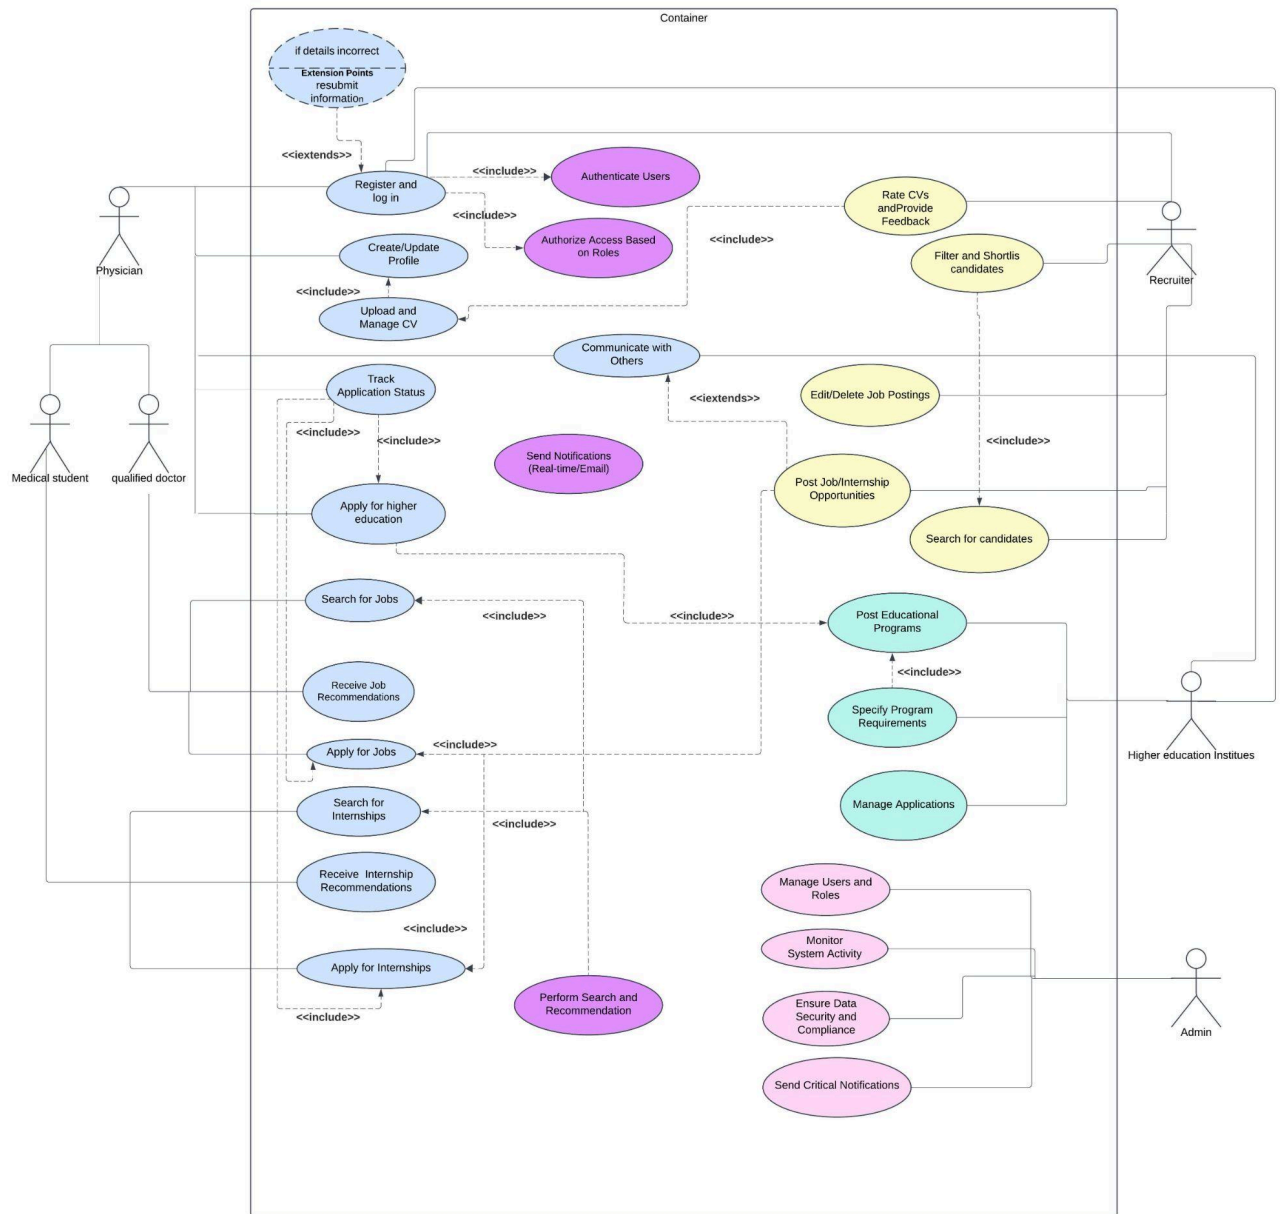 Container
if details incorrect
Extension Points
resubmit
information
<<iextends>>
Register and
log in
<<include>>
Authenticate Users
<<include>>
Authorize Access Based
on Roles
Rate CVs
andProvide
Feedback
<<include>>
Filter and Shortlis
candidates
Recruiter
Physician
Create/Update
Profile
<<include>>
Upload and
Manage CV
Communicate with
Others
Track
Application Status
<<include>>
<<include>>
<<iextends>>
Edit/Delete Job Postings
<<include>>
Send Notifications
(Real-time/Email)
Medical student
qualified doctor
Post Job/Internship
Opportunities
Apply for higher
education
Search for candidates
Search for Jobs
<<include>>
<<include>>
Post Educational
Programs
<<include>>
Receive Job
Recommendations
Specify Program
Requirements
Apply for Jobs
<<include>>
Higher education Institues
Search for
Internships
<<include>>
Manage Applications
Receive  Internship
Recommendations
Manage Users and
Roles
<<include>>
Monitor
System Activity
Apply for Internships
Perform Search and
Recommendation
<<include>>
Ensure Data
Security and
Compliance
Admin
Send Critical Notifications